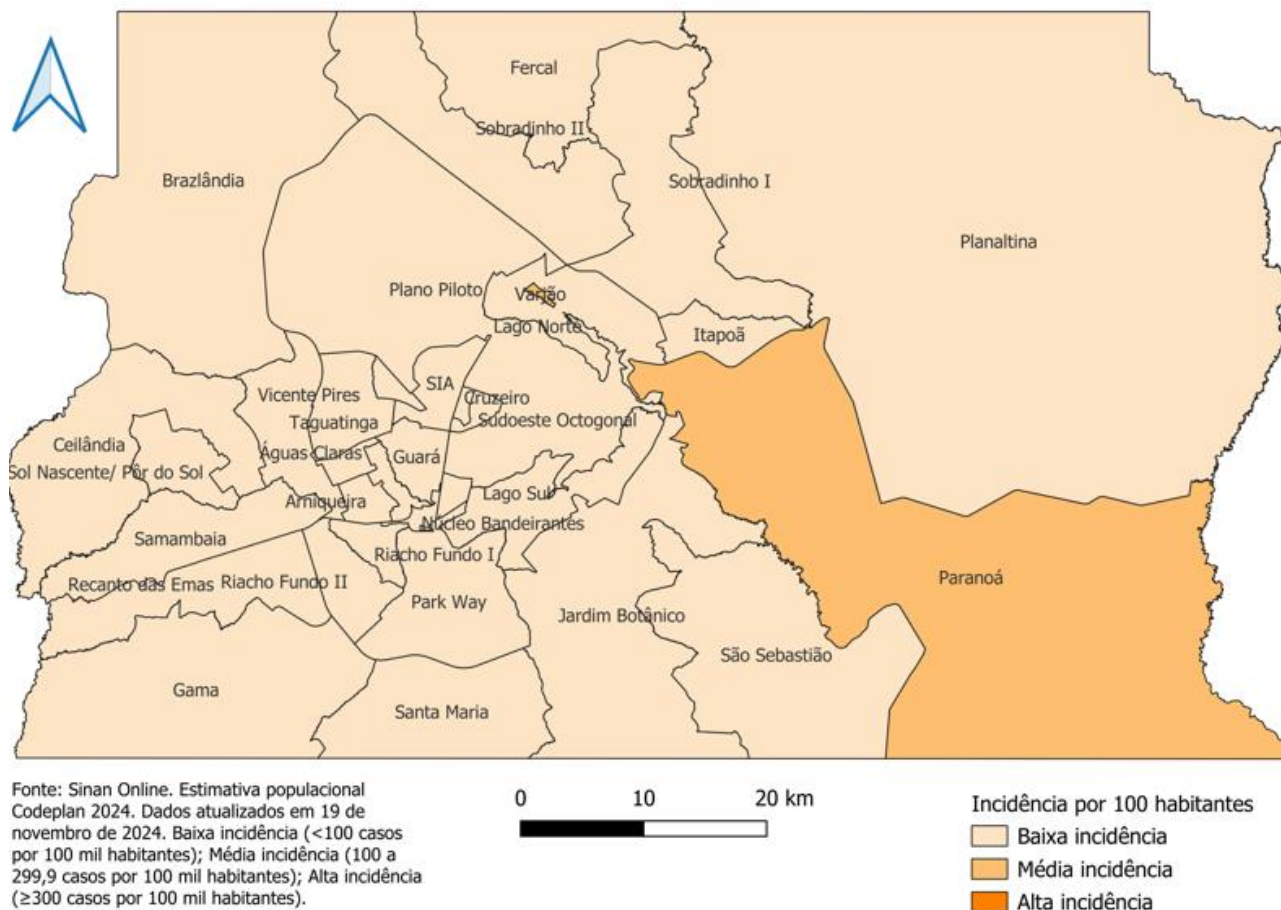 Fercal
Sobradinho II
Brazlândia
Sobradinho I
Planaltina
Plano Piloto
Varjão
Lago Norte
Itapoã
SIA
Vicente Pires
Cruzeiro
Taguatinga
Sudoeste Octogonal
Ceilândia
Águas Claras
Guará
Sol Nascente/ Pôr do Sol
Lago Sul
Arniqueira
Núcleo Bandeirantes
Samambaia
Riacho Fundo I
Recanto das Emas
Riacho Fundo II
Paranoá
Park Way
Jardim Botânico
São Sebastião
Gama
Santa Maria
Fonte: Sinan Online. Estimativa populacional
Codeplan 2024. Dados atualizados em 19 de
novembro de 2024. Baixa incidência (<100 casos
por 100 mil habitantes); Média incidência (100 a
299,9 casos por 100 mil habitantes); Alta incidência
(≥300 casos por 100 mil habitantes).
0 10 20 km
Incidência por 100 habitantes
Baixa incidência
Média incidência
Alta incidência